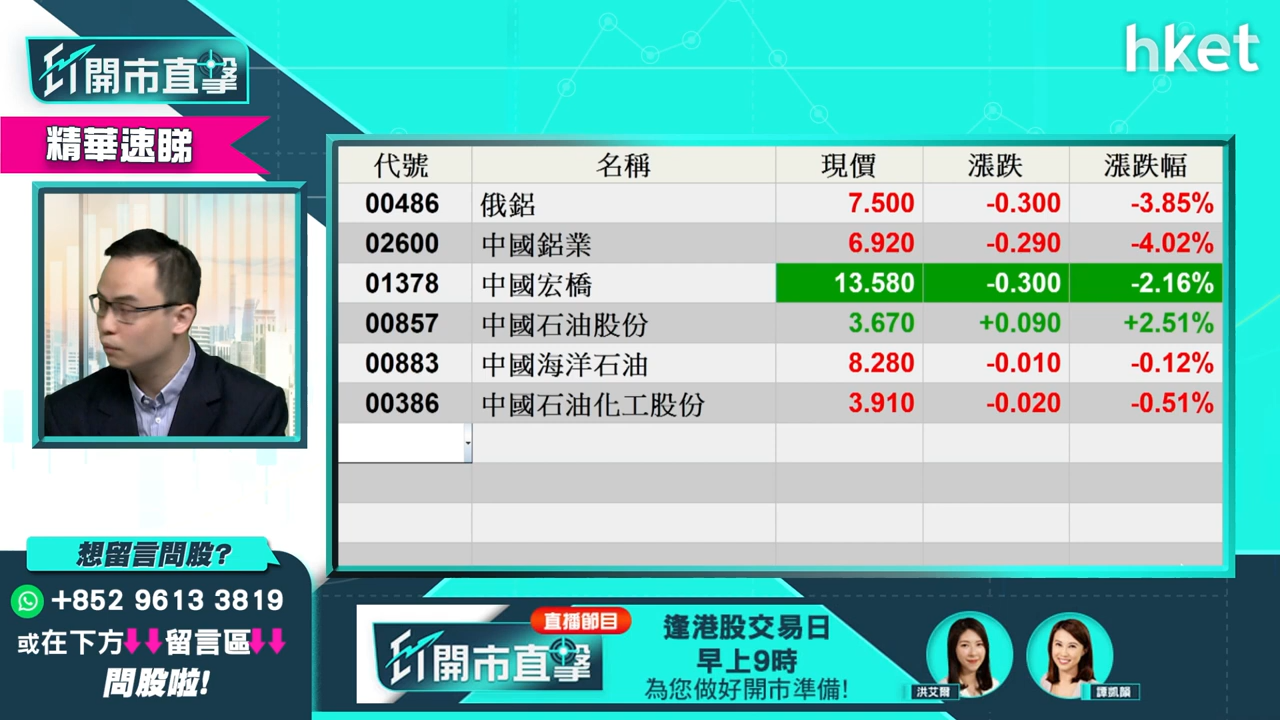 hket
ET開市直擊
精華速睇
代號 名稱 現價 漲跌 漲跌幅
00486 俄鋁 7.500 -0.300 -3.85%
02600 中國鋁業 6.920 -0.290 -4.02%
01378 中國宏橋 13.580 -0.300 -2.16%
00857 中國石油股份 3.670 +0.090 +2.51%
00883 中國海洋石油 8.280 -0.010 -0.12%
00386 中國石油化工股份 3.910 -0.020 -0.51%
想留言問股?
+852 9613 3819
或在下方⬇⬇留言區⬇⬇
問股啦!
直播節目
ET開市直擊
逢港股交易日
早上9時
為您做好開市準備!
洪艾爾
譚凱韻